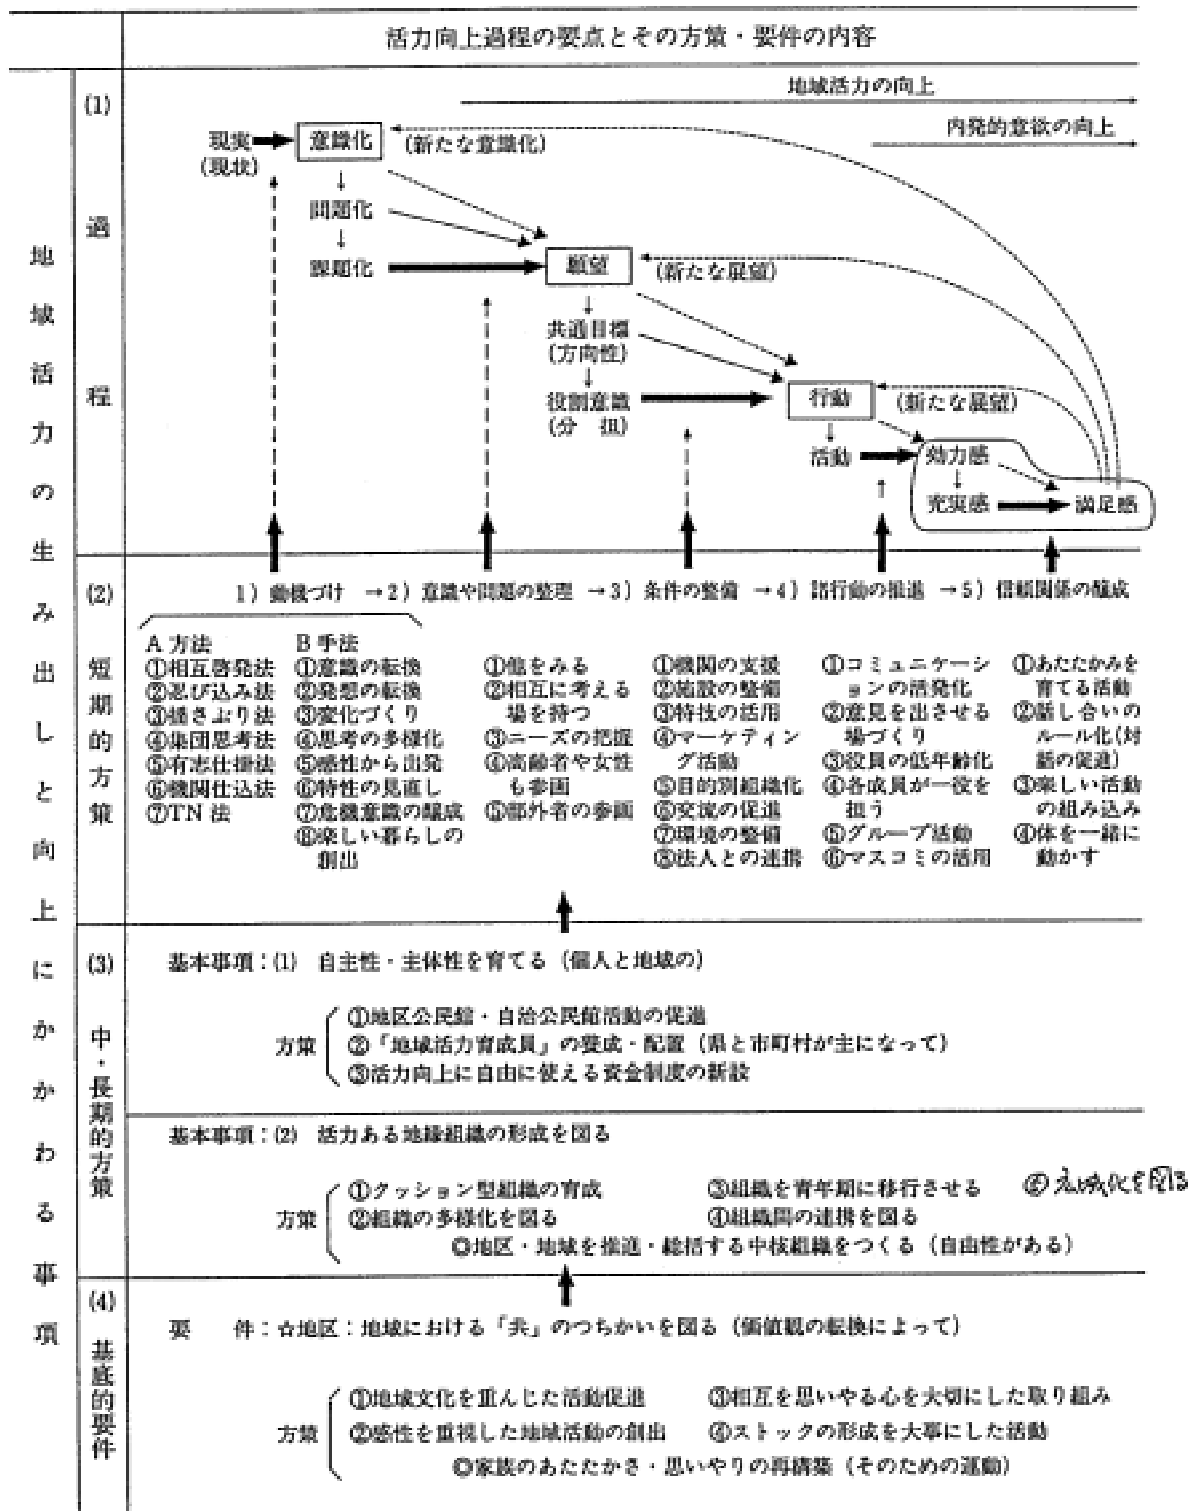 活力向上過程の要点とその方策・要件の内容
地域活力の生み出しと向上にかかわる事項
(1)
過程
地域活力の向上
内発的意欲の向上
現実
(現状)
意識化
(新たな意識化)
↓
問題化
↓
課題化
願望
(新たな展望)
↓
共通目標
(方向性)
↓
役割意識
(分 担)
行動
(新たな展望)
↓
活動
効力感
↓
充実感
満足感
(2)
短期的方策
1) 動機づけ →2) 意識や問題の整理 →3) 条件の整備 →4) 諸行動の推進 →5) 信頼関係の醸成
A 方法
①相互啓発法
②忍び込み法
③揺さぶり法
④集団思考法
⑤有志仕掛法
⑥機関仕込法
⑦TN 法
B 手法
①意識の転換
②発想の転換
③変化づくり
④思考の多様化
⑤感性から出発
⑥特性の見直し
⑦危機意識の醸成
⑧楽しい暮らしの
創出
①他をみる
②相互に考える
場を持つ
③ニーズの把握
④高齢者や女性
も参画
⑤部外者の参画
①機関の支援
②施設の整備
③特技の活用
④マーケティン
グ活動
⑤目的別組織化
⑥交流の促進
⑦環境の整備
⑧法人との連携
①コミュニケーシ
ョンの活発化
②意見を出させる
場づくり
③役員の低年齢化
④各成員が一役を
担う
⑤グループ活動
⑥マスコミの活用
①あたたかみを
育てる活動
②話し合いの
ルール化(対
話の促進)
③楽しい活動
の組み込み
④体を一緒に
動かす
(3)
中・長期的方策
基本事項：(1) 自主性・主体性を育てる (個人と地域の)
方策
①地区公民館・自治公民館活動の促進
②「地域活力育成員」の養成・配置 (県と市町村が主になって)
③活力向上に自由に使える資金制度の新設
基本事項：(2) 活力ある地縁組織の形成を図る
方策
①クッション型組織の育成
③組織を青年期に移行させる
②組織の多様化を図る
④組織間の連携を図る
◎地区・地域を推進・総括する中核組織をつくる (自由性がある)
(4)
基底的要件
要 件：☆地区：地域における「共」のつちかいを図る (価値観の転換によって)
方策
①地域文化を重んじた活動促進
③相互を思いやる心を大切にした取り組み
②感性を重視した地域活動の創出
④ストックの形成を大事にした活動
◎家族のあたたかさ・思いやりの再構築 (そのための運動)